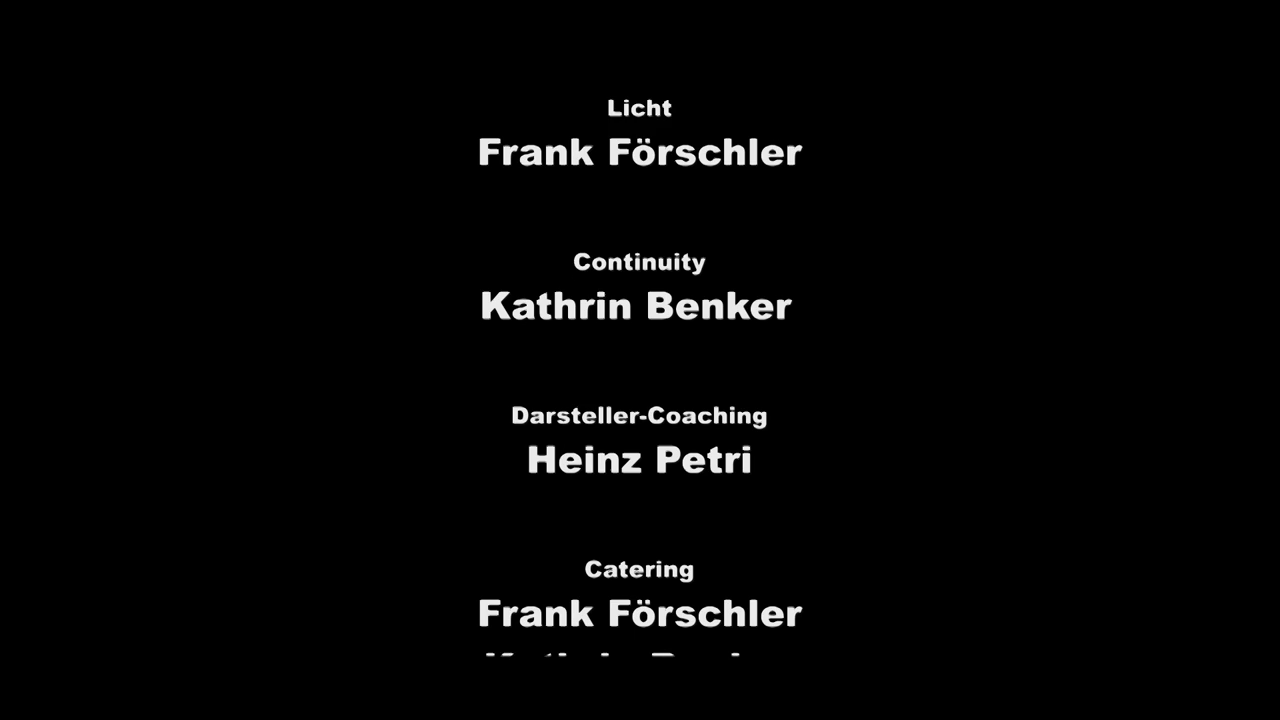 Licht
Frank Förschler
Continuity
Kathrin Benker
Darsteller-Coaching
Heinz Petri
Catering
Frank Förschler